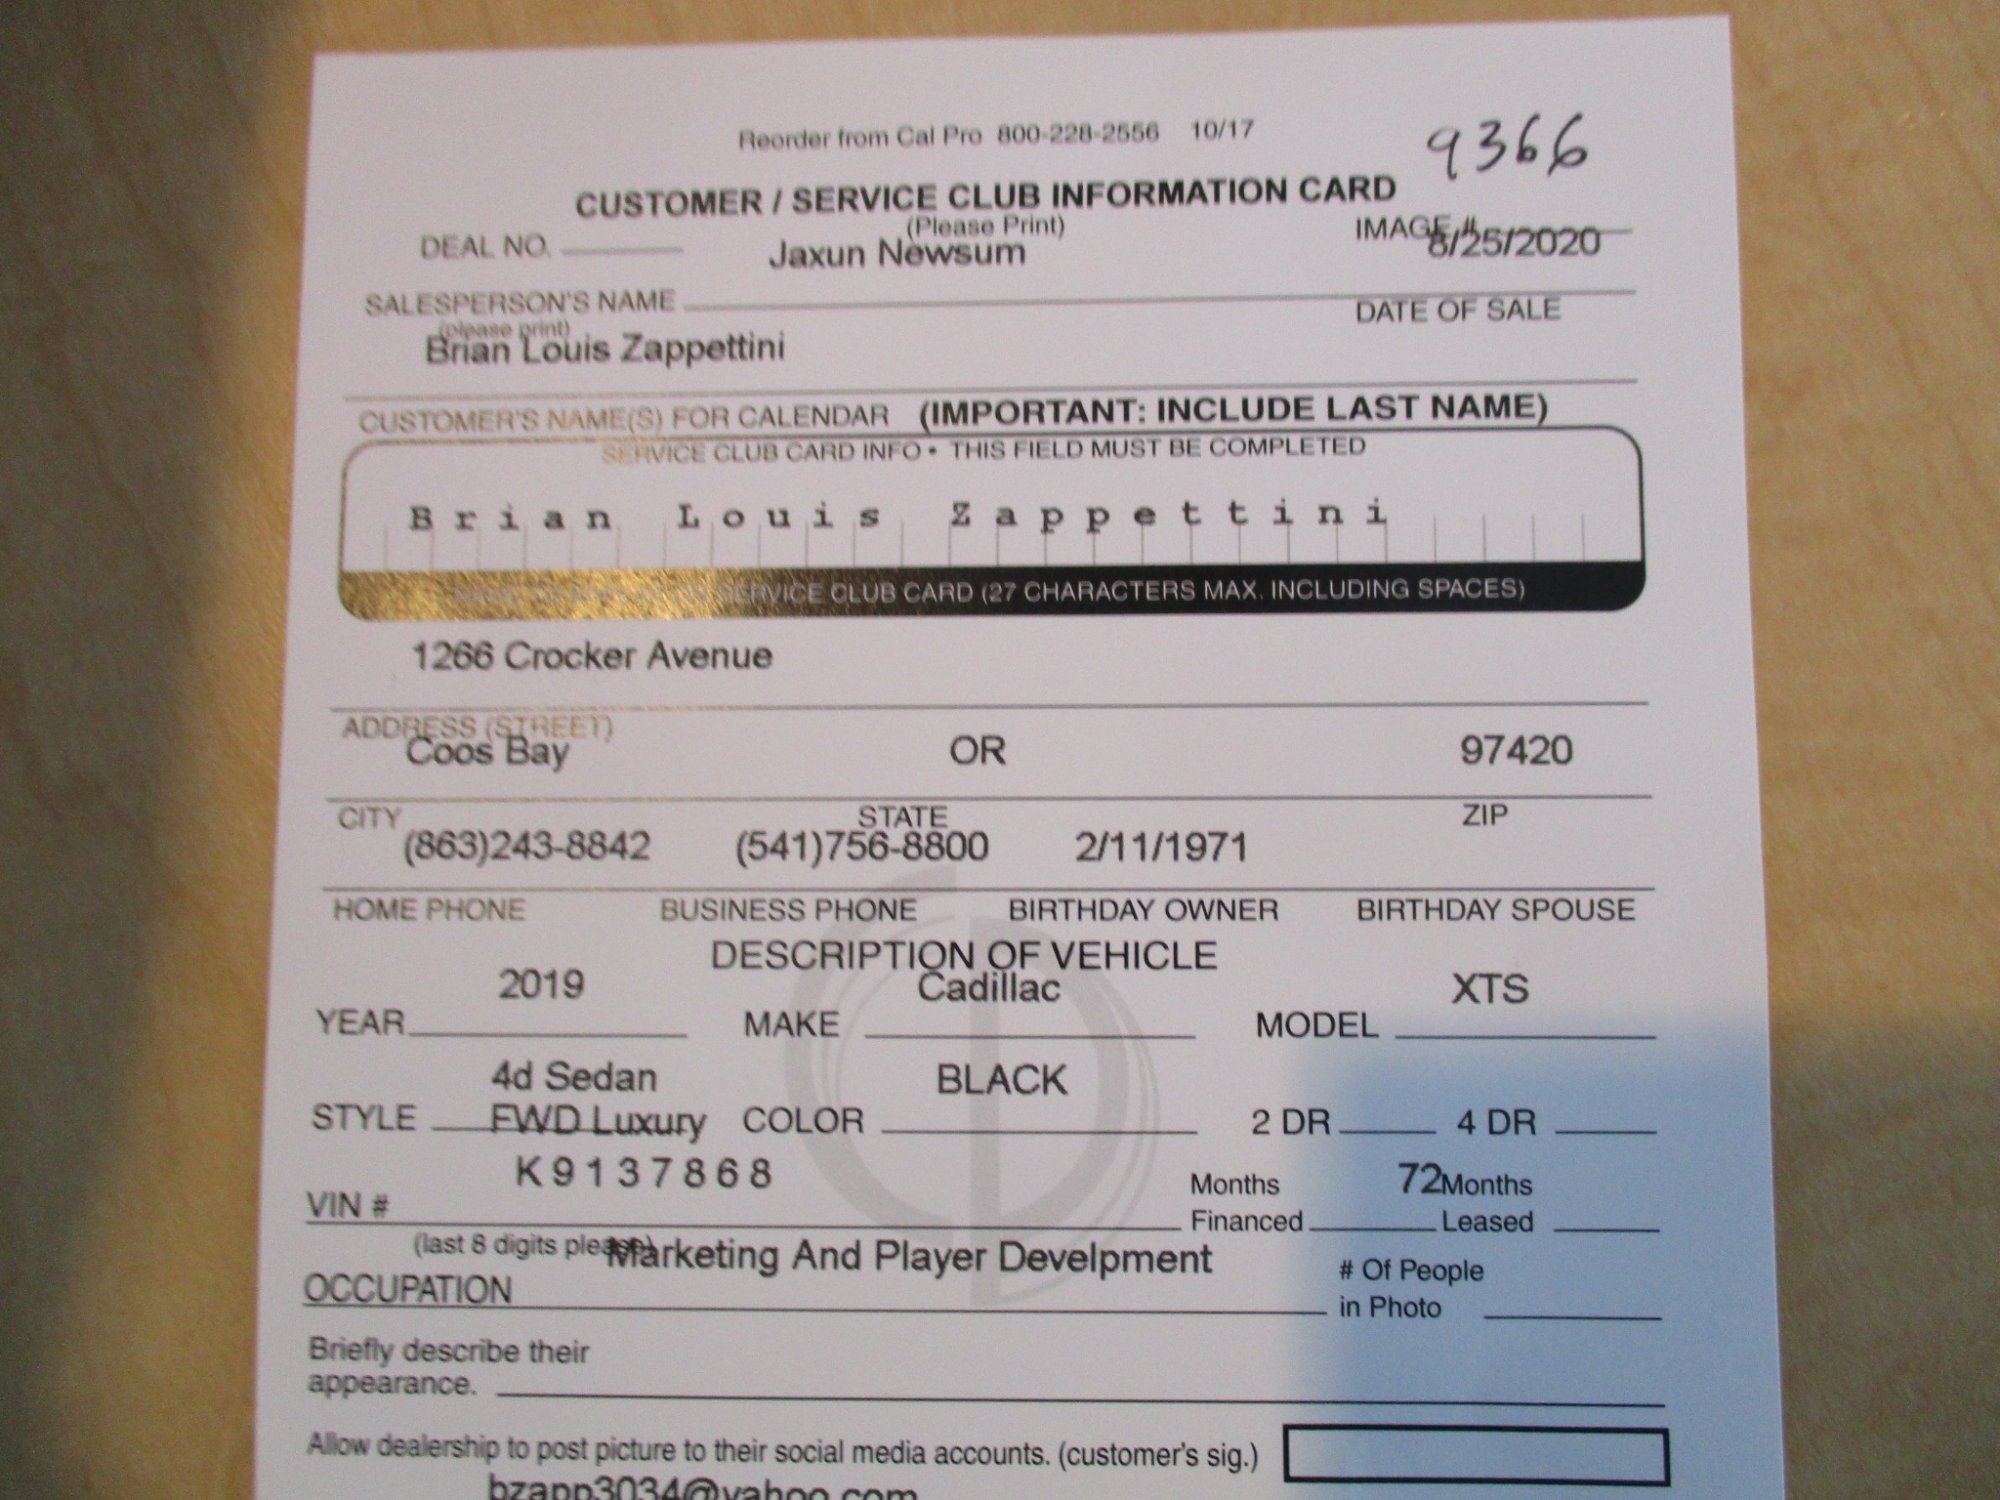 Reorder from Cal Pro 800-228-2556 10/17
9366
CUSTOMER / SERVICE CLUB INFORMATION CARD
(Please Print)
DEAL NO. Jaxun Newsum IMAGE # 8/25/2020
SALESPERSON'S NAME DATE OF SALE
(please print)
Brian Louis Zappettini
CUSTOMER'S NAME(S) FOR CALENDAR (IMPORTANT: INCLUDE LAST NAME)
SERVICE CLUB CARD INFO • THIS FIELD MUST BE COMPLETED
Brian Louis Zappettini
NAME TO APPEAR ON SERVICE CLUB CARD (27 CHARACTERS MAX. INCLUDING SPACES)
1266 Crocker Avenue
ADDRESS (STREET)
Coos Bay OR 97420
CITY STATE ZIP
(863)243-8842 (541)756-8800 2/11/1971
HOME PHONE BUSINESS PHONE BIRTHDAY OWNER BIRTHDAY SPOUSE
DESCRIPTION OF VEHICLE
2019 Cadillac XTS
YEAR MAKE MODEL
4d Sedan BLACK
STYLE FWD Luxury COLOR 2 DR 4 DR
K9137868 Months 72 Months
VIN # Financed Leased
(last 8 digits please) Marketing And Player Develpment # Of People
OCCUPATION in Photo
Briefly describe their
appearance.
Allow dealership to post picture to their social media accounts. (customer's sig.)
bzapp3034@yahoo.com